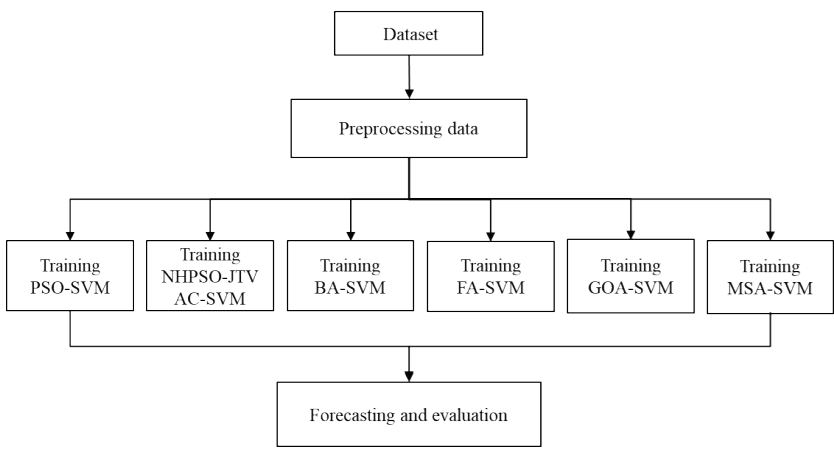 Dataset
Preprocessing data
Training
PSO-SVM
Training
NHPSO-JTV
AC-SVM
Training
BA-SVM
Training
FA-SVM
Training
GOA-SVM
Training
MSA-SVM
Forecasting and evaluation